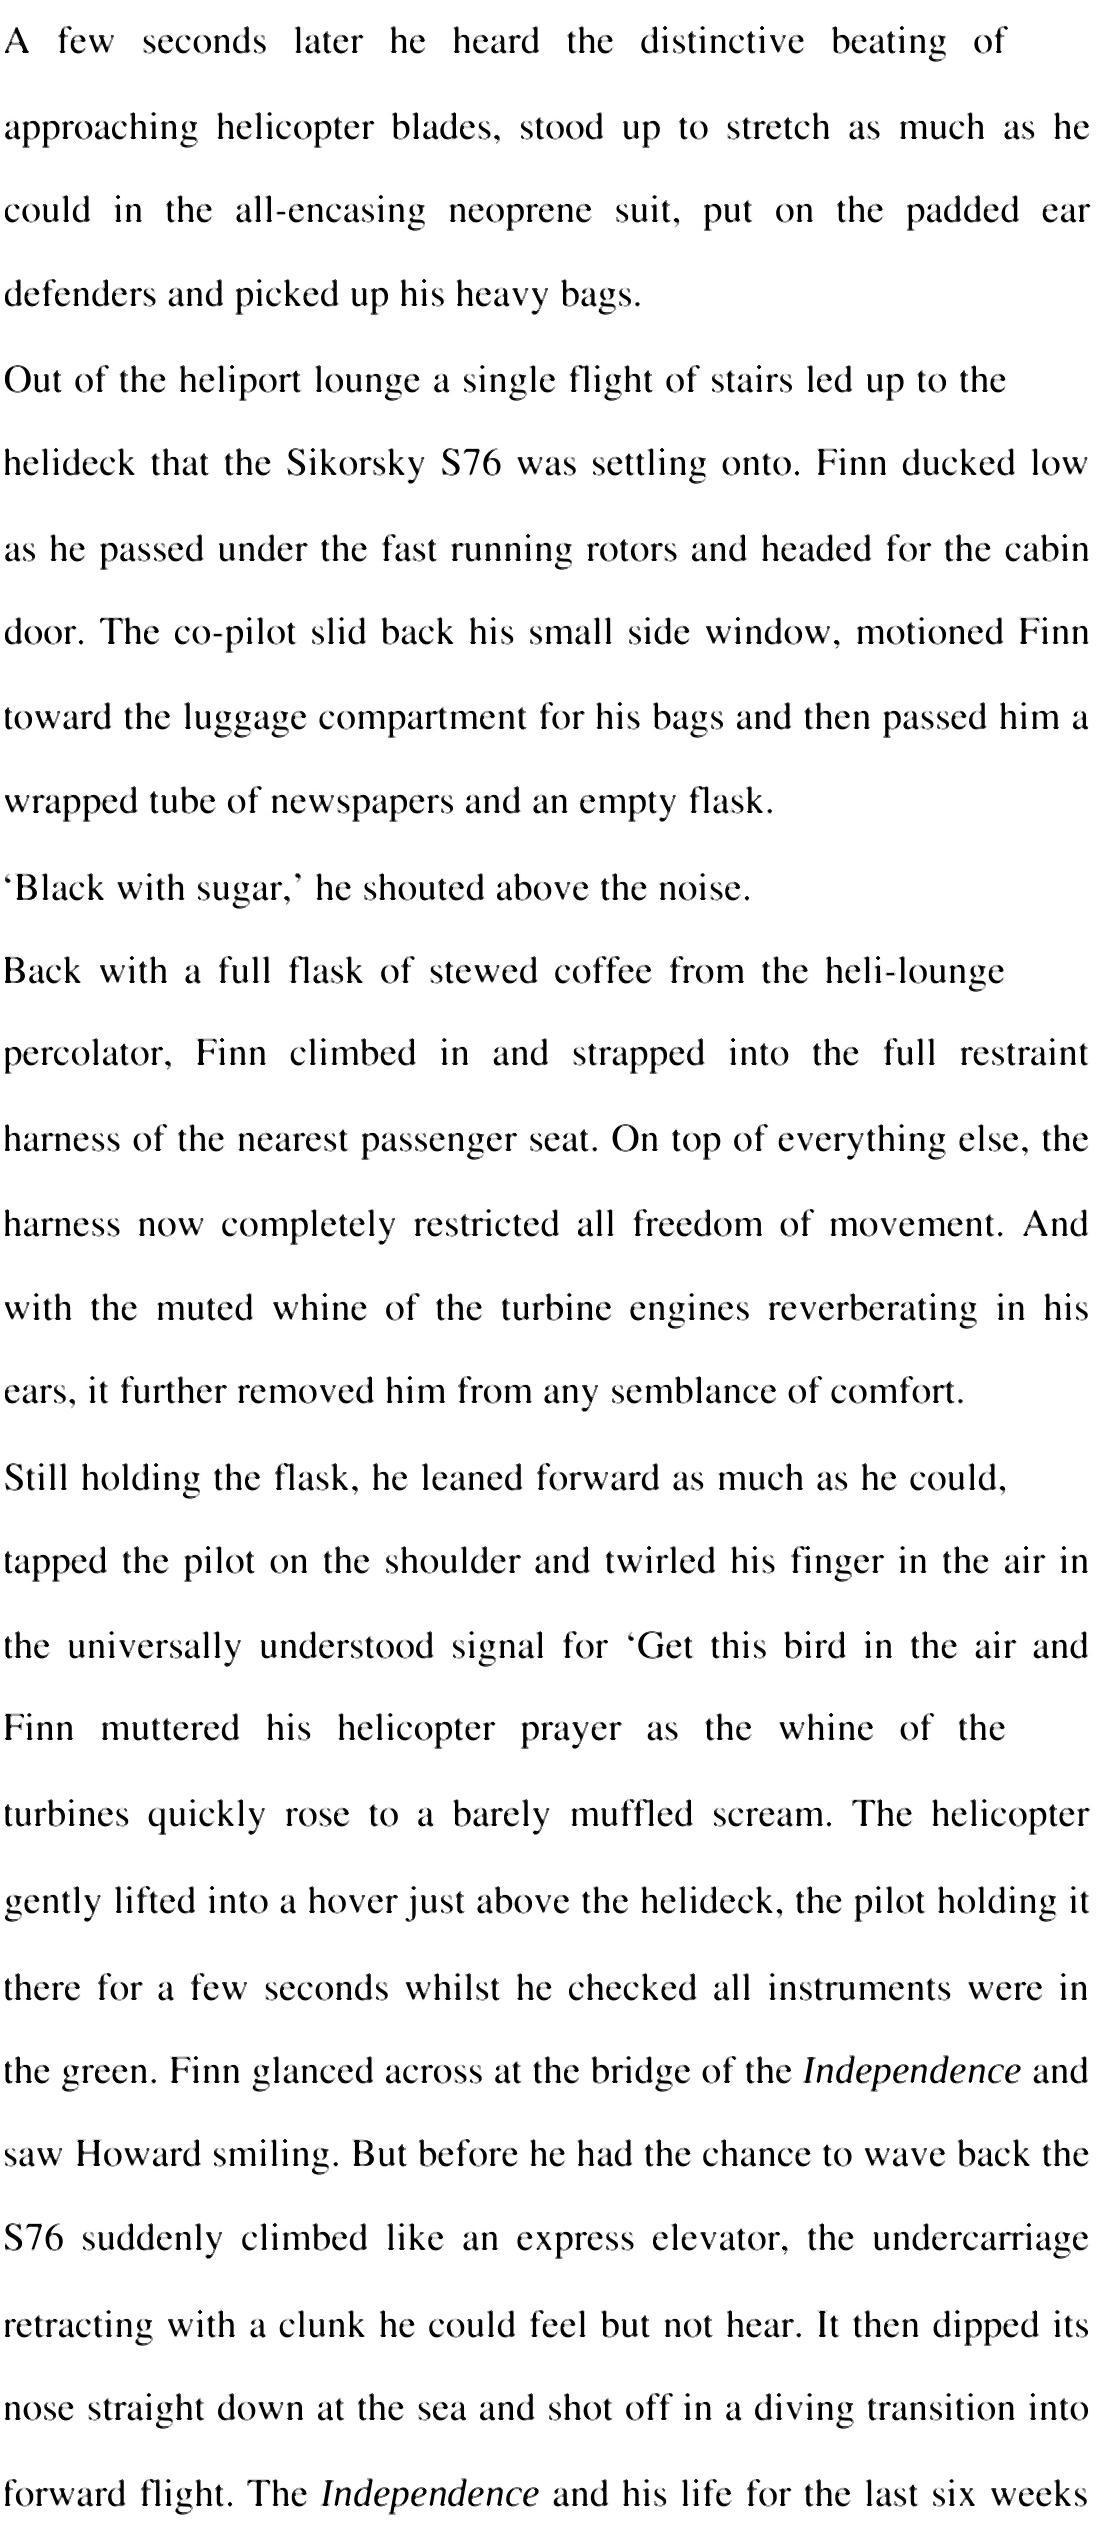 A few seconds later he heard the distinctive beating of
approaching helicopter blades, stood up to stretch as much as he
could in the all-encasing neoprene suit, put on the padded ear
defenders and picked up his heavy bags.
Out of the heliport lounge a single flight of stairs led up to the
helideck that the Sikorsky S76 was settling onto. Finn ducked low
as he passed under the fast running rotors and headed for the cabin
door. The co-pilot slid back his small side window, motioned Finn
toward the luggage compartment for his bags and then passed him a
wrapped tube of newspapers and an empty flask.
‘Black with sugar,’ he shouted above the noise.
Back with a full flask of stewed coffee from the heli-lounge
percolator, Finn climbed in and strapped into the full restraint
harness of the nearest passenger seat. On top of everything else, the
harness now completely restricted all freedom of movement. And
with the muted whine of the turbine engines reverberating in his
ears, it further removed him from any semblance of comfort.
Still holding the flask, he leaned forward as much as he could,
tapped the pilot on the shoulder and twirled his finger in the air in
the universally understood signal for ‘Get this bird in the air and
Finn muttered his helicopter prayer as the whine of the
turbines quickly rose to a barely muffled scream. The helicopter
gently lifted into a hover just above the helideck, the pilot holding it
there for a few seconds whilst he checked all instruments were in
the green. Finn glanced across at the bridge of the Independence and
saw Howard smiling. But before he had the chance to wave back the
S76 suddenly climbed like an express elevator, the undercarriage
retracting with a clunk he could feel but not hear. It then dipped its
nose straight down at the sea and shot off in a diving transition into
forward flight. The Independence and his life for the last six weeks